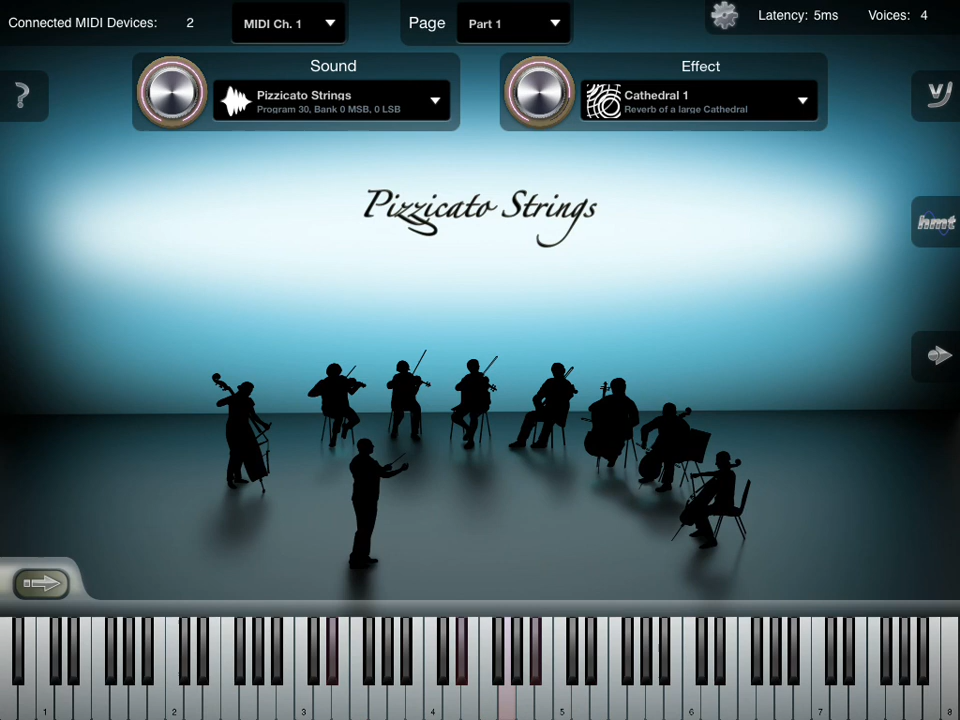 Connected MIDI Devices: 2
MIDI Ch. 1
Page
Part 1
Latency: 5ms
Voices: 4
Sound
Pizzicato Strings
Program 30, Bank 0 MSB, 0 LSB
Effect
Cathedral 1
Reverb of a large Cathedral
?
hmt
Pizzicato Strings
1 2 3 4 5 6 7 8